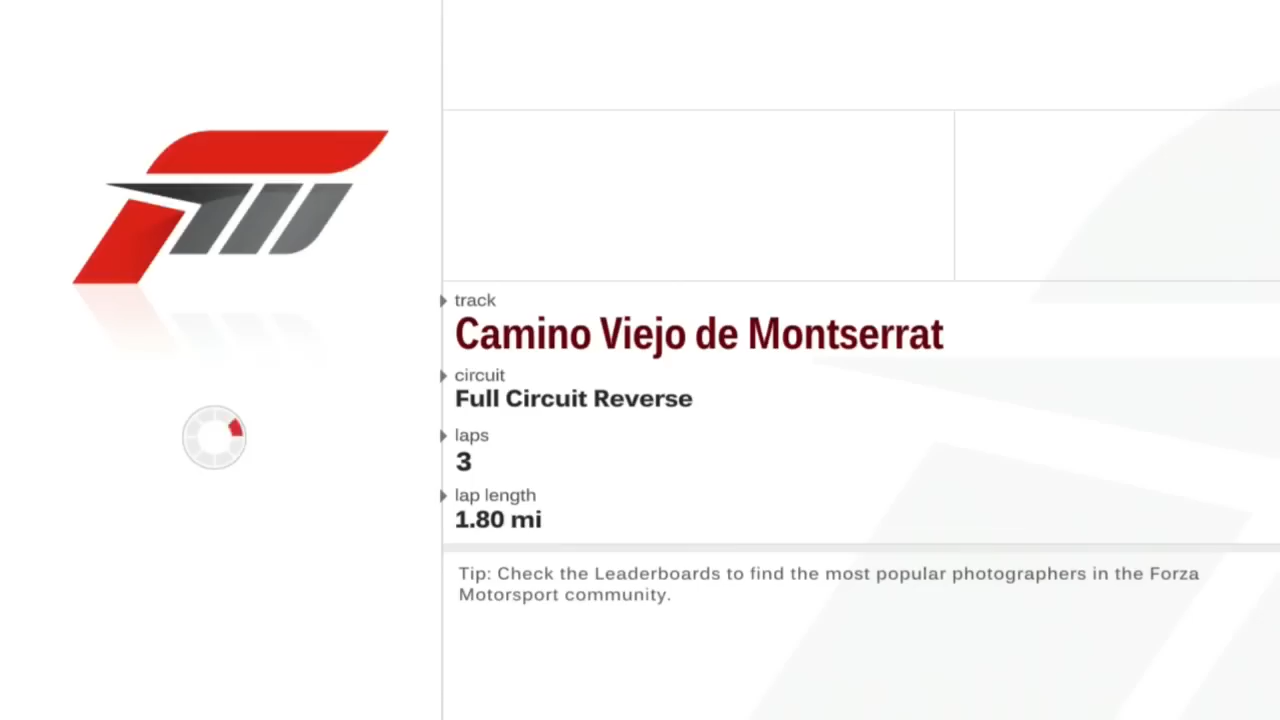 track
Camino Viejo de Montserrat
circuit
Full Circuit Reverse
laps
3
lap length
1.80 mi
Tip: Check the Leaderboards to find the most popular photographers in the Forza
Motorsport community.